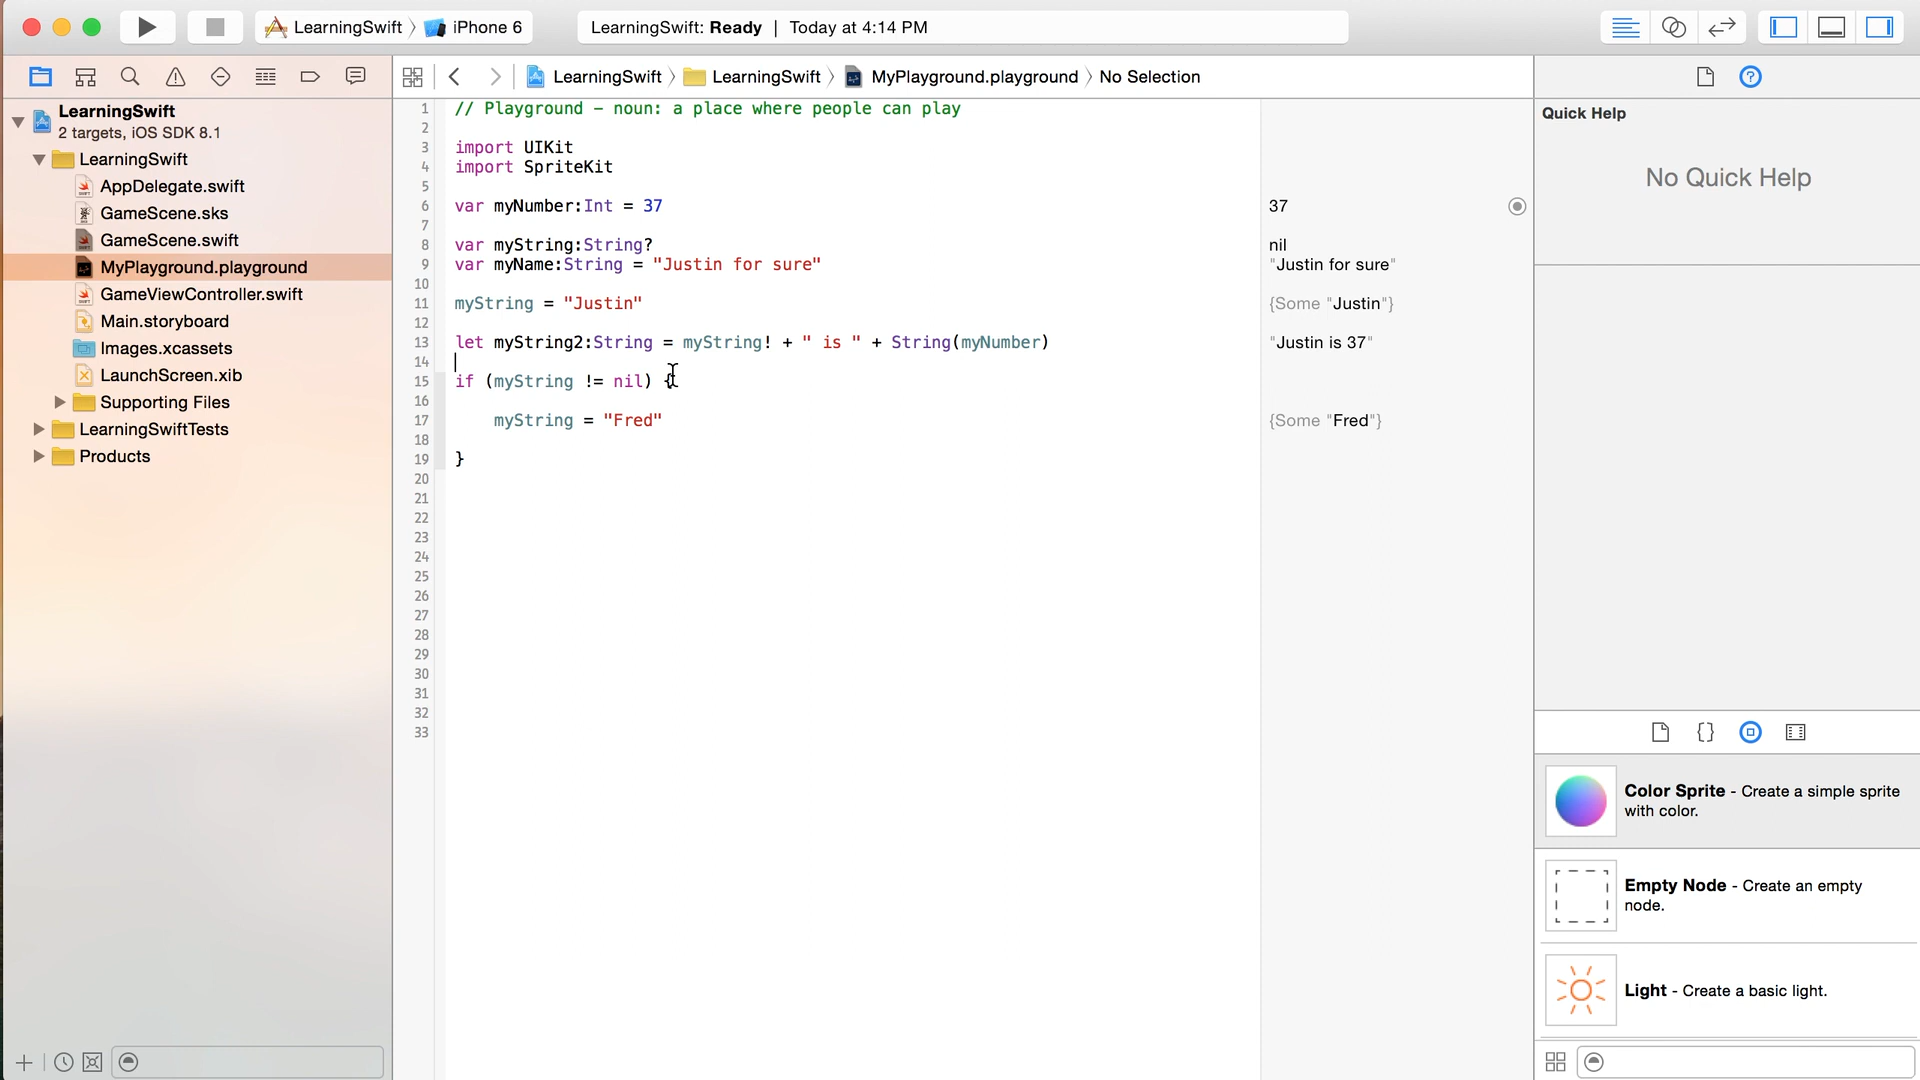 LearningSwift 〉 iPhone 6
LearningSwift: Ready | Today at 4:14 PM
LearningSwift 〉 LearningSwift 〉 MyPlayground.playground 〉 No Selection
LearningSwift
2 targets, iOS SDK 8.1
LearningSwift
AppDelegate.swift
GameScene.sks
GameScene.swift
MyPlayground.playground
GameViewController.swift
Main.storyboard
Images.xcassets
LaunchScreen.xib
Supporting Files
LearningSwiftTests
Products
1 // Playground – noun: a place where people can play
2
3 import UIKit
4 import SpriteKit
5
6 var myNumber:Int = 37
7
8 var myString:String?
9 var myName:String = "Justin for sure"
10
11 myString = "Justin"
12
13 let myString2:String = myString! + " is " + String(myNumber)
14
15 if (myString != nil) {
16
17 myString = "Fred"
18
19 }
20
21
22
23
24
25
26
27
28
29
30
31
32
33
37
nil
"Justin for sure"
{Some "Justin"}
"Justin is 37"
{Some "Fred"}
Quick Help
No Quick Help
Color Sprite - Create a simple sprite
with color.
Empty Node - Create an empty
node.
Light - Create a basic light.